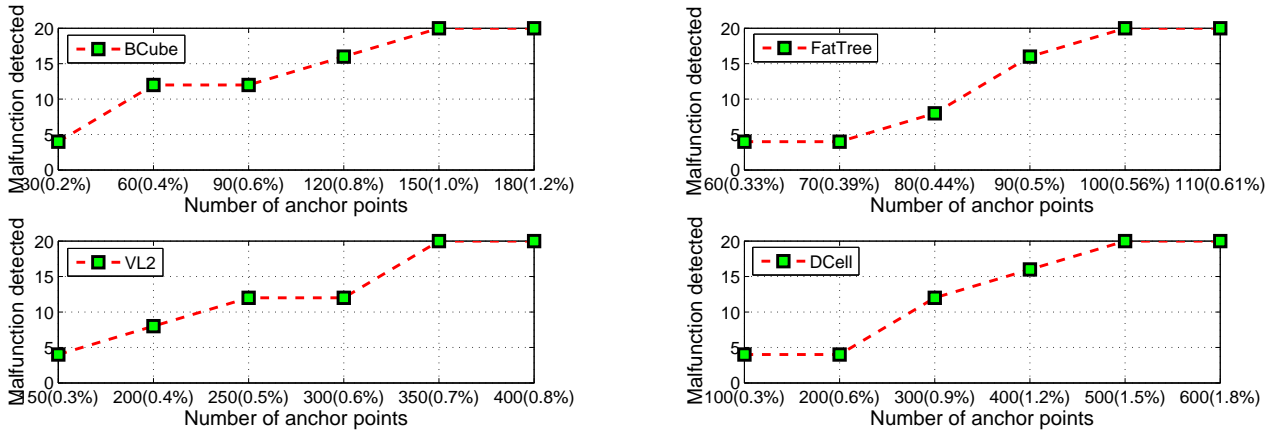 Malfunction detected
20
15
10
5
0
BCube
30(0.2%) 60(0.4%) 90(0.6%) 120(0.8%) 150(1.0%) 180(1.2%)
Number of anchor points
Malfunction detected
20
15
10
5
0
FatTree
60(0.33%) 70(0.39%) 80(0.44%) 90(0.5%) 100(0.56%) 110(0.61%)
Number of anchor points
Malfunction detected
20
15
10
5
0
VL2
150(0.3%) 200(0.4%) 250(0.5%) 300(0.6%) 350(0.7%) 400(0.8%)
Number of anchor points
Malfunction detected
20
15
10
5
0
DCell
100(0.3%) 200(0.6%) 300(0.9%) 400(1.2%) 500(1.5%) 600(1.8%)
Number of anchor points